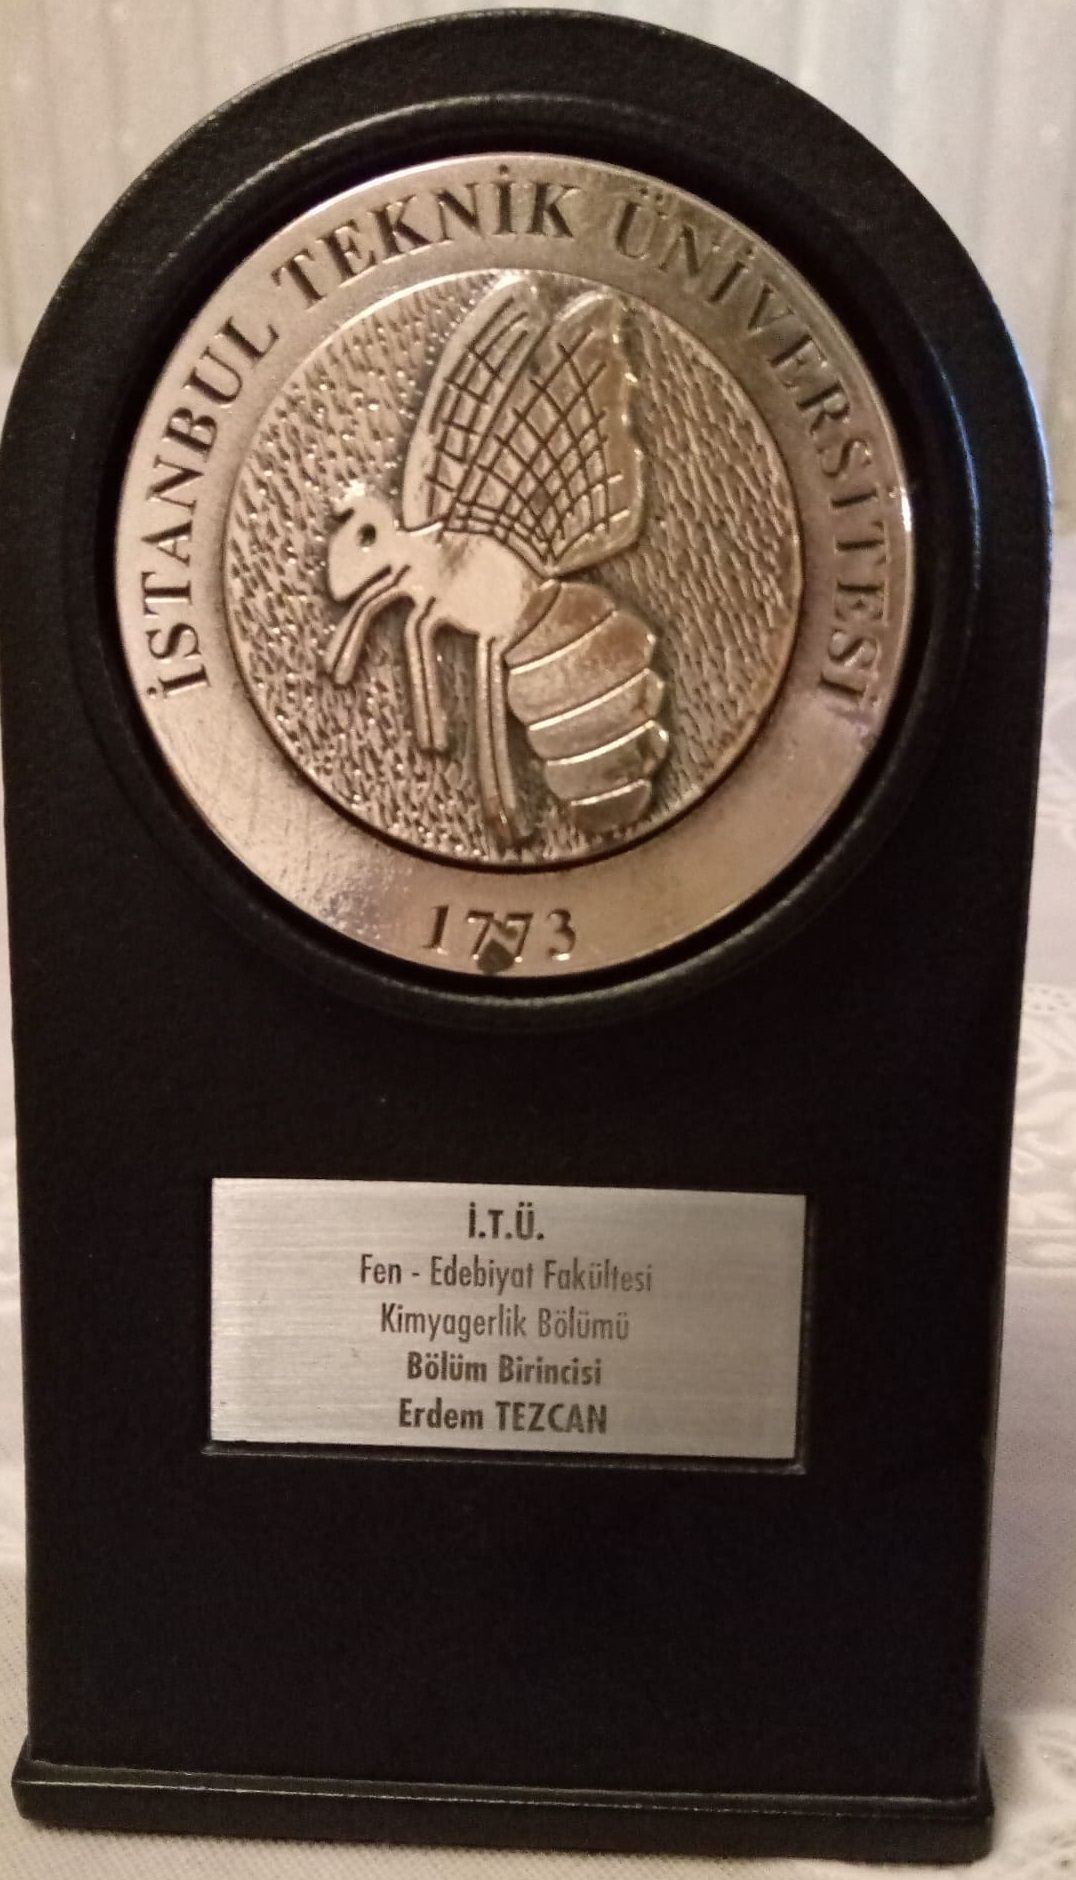 İSTANBUL TEKNİK ÜNİVERSİTESİ
1773
İ.T.Ü.
Fen - Edebiyat Fakültesi
Kimyagerlik Bölümü
Bölüm Birincisi
Erdem TEZCAN